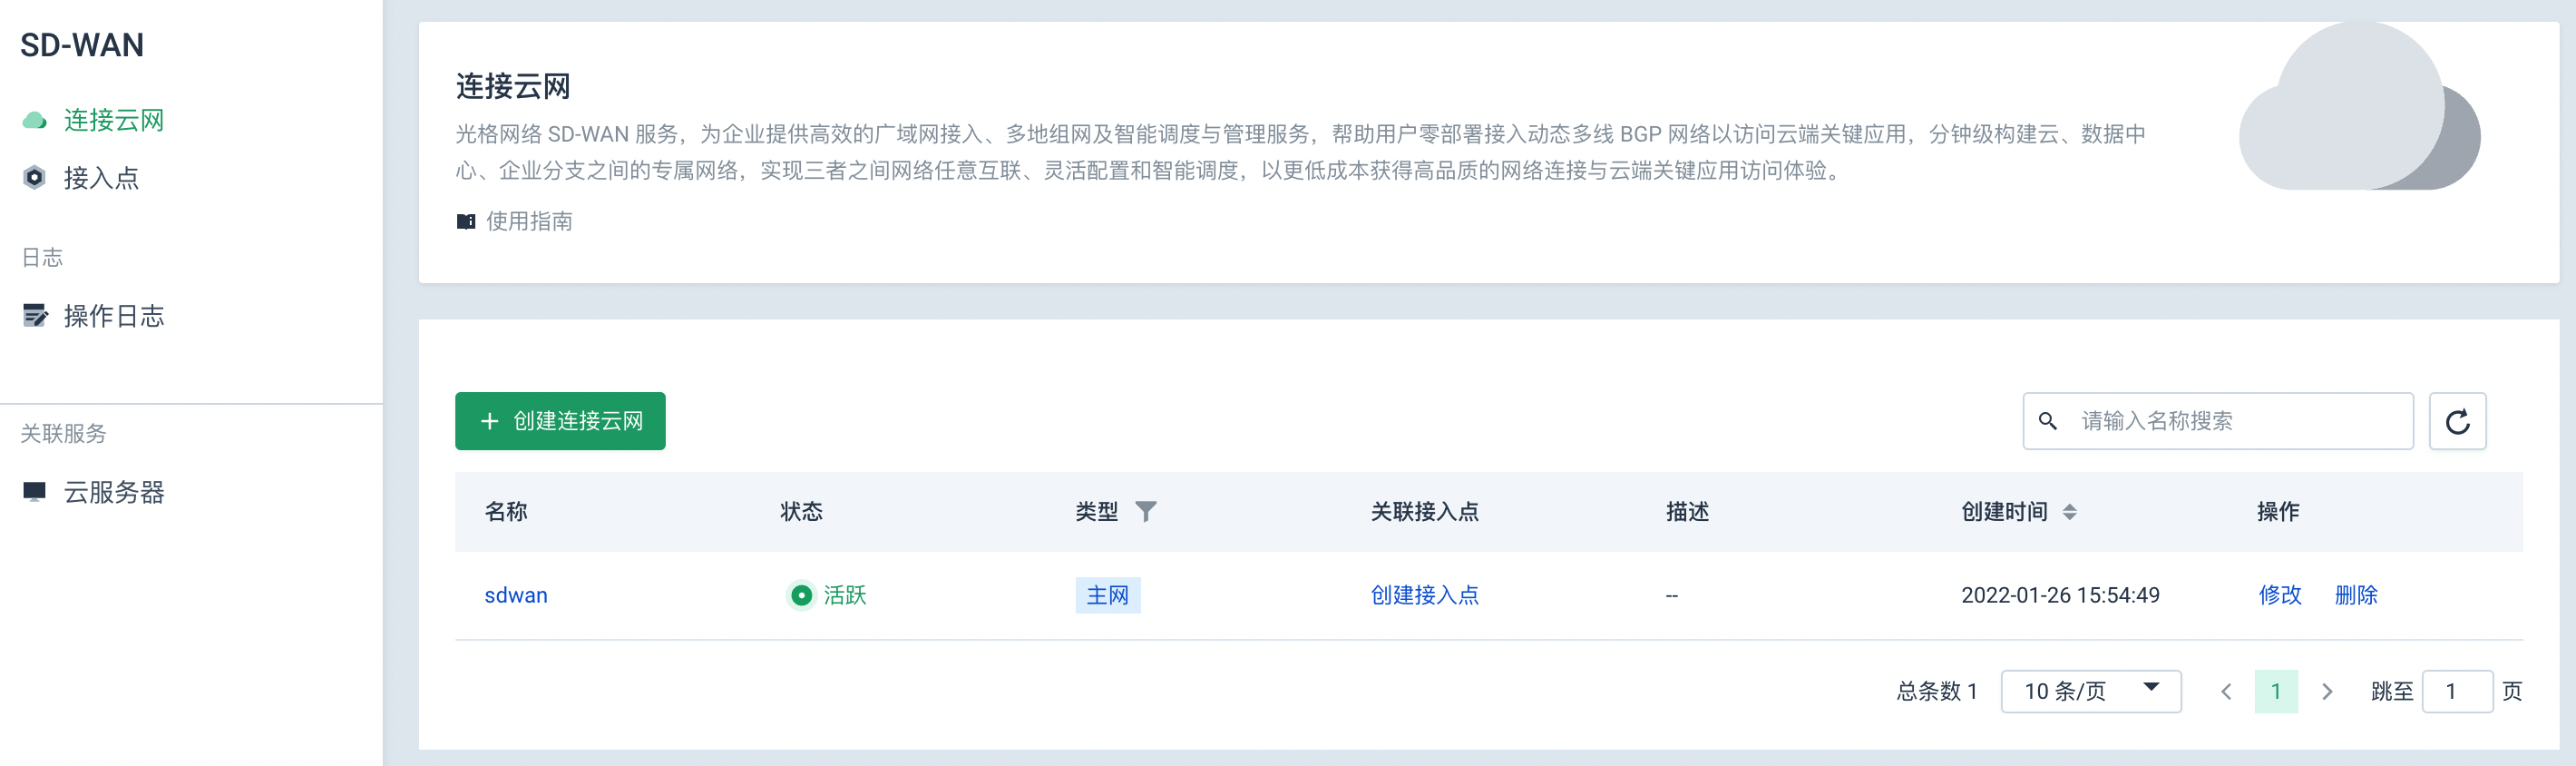 SD-WAN
连接云网
接入点
日志
操作日志
关联服务
云服务器
连接云网
光格网络 SD-WAN 服务，为企业提供高效的广域网接入、多地组网及智能调度与管理服务，帮助用户零部署接入动态多线 BGP 网络以访问云端关键应用，分钟级构建云、数据中
心、企业分支之间的专属网络，实现三者之间网络任意互联、灵活配置和智能调度，以更低成本获得高品质的网络连接与云端关键应用访问体验。
使用指南
+ 创建连接云网
请输入名称搜索
名称 状态 类型 关联接入点 描述 创建时间 操作
sdwan 活跃 主网 创建接入点 -- 2022-01-26 15:54:49 修改 删除
总条数 1 10 条/页 < 1 > 跳至 1 页